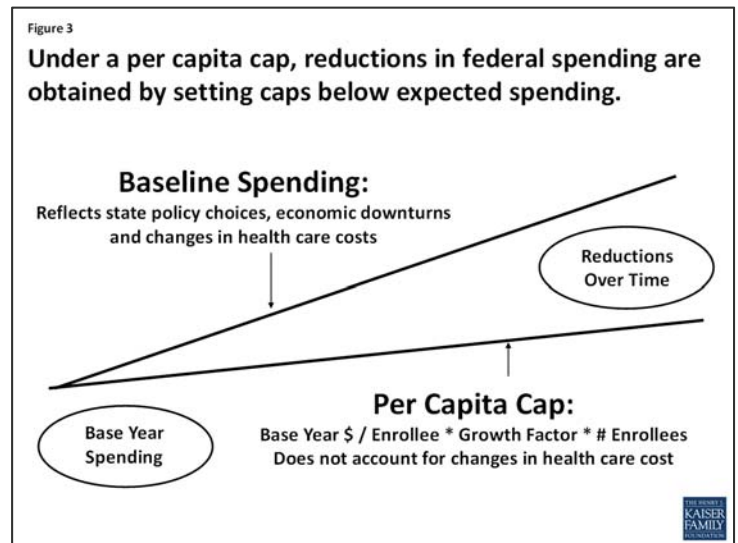 Figure 3
Under a per capita cap, reductions in federal spending are
obtained by setting caps below expected spending.
Baseline Spending:
Reflects state policy choices, economic downturns
and changes in health care costs
Reductions
Over Time
Per Capita Cap:
Base Year $ / Enrollee * Growth Factor * # Enrollees
Does not account for changes in health care cost
Base Year
Spending
THE HENRY J.
KAISER
FAMILY
FOUNDATION